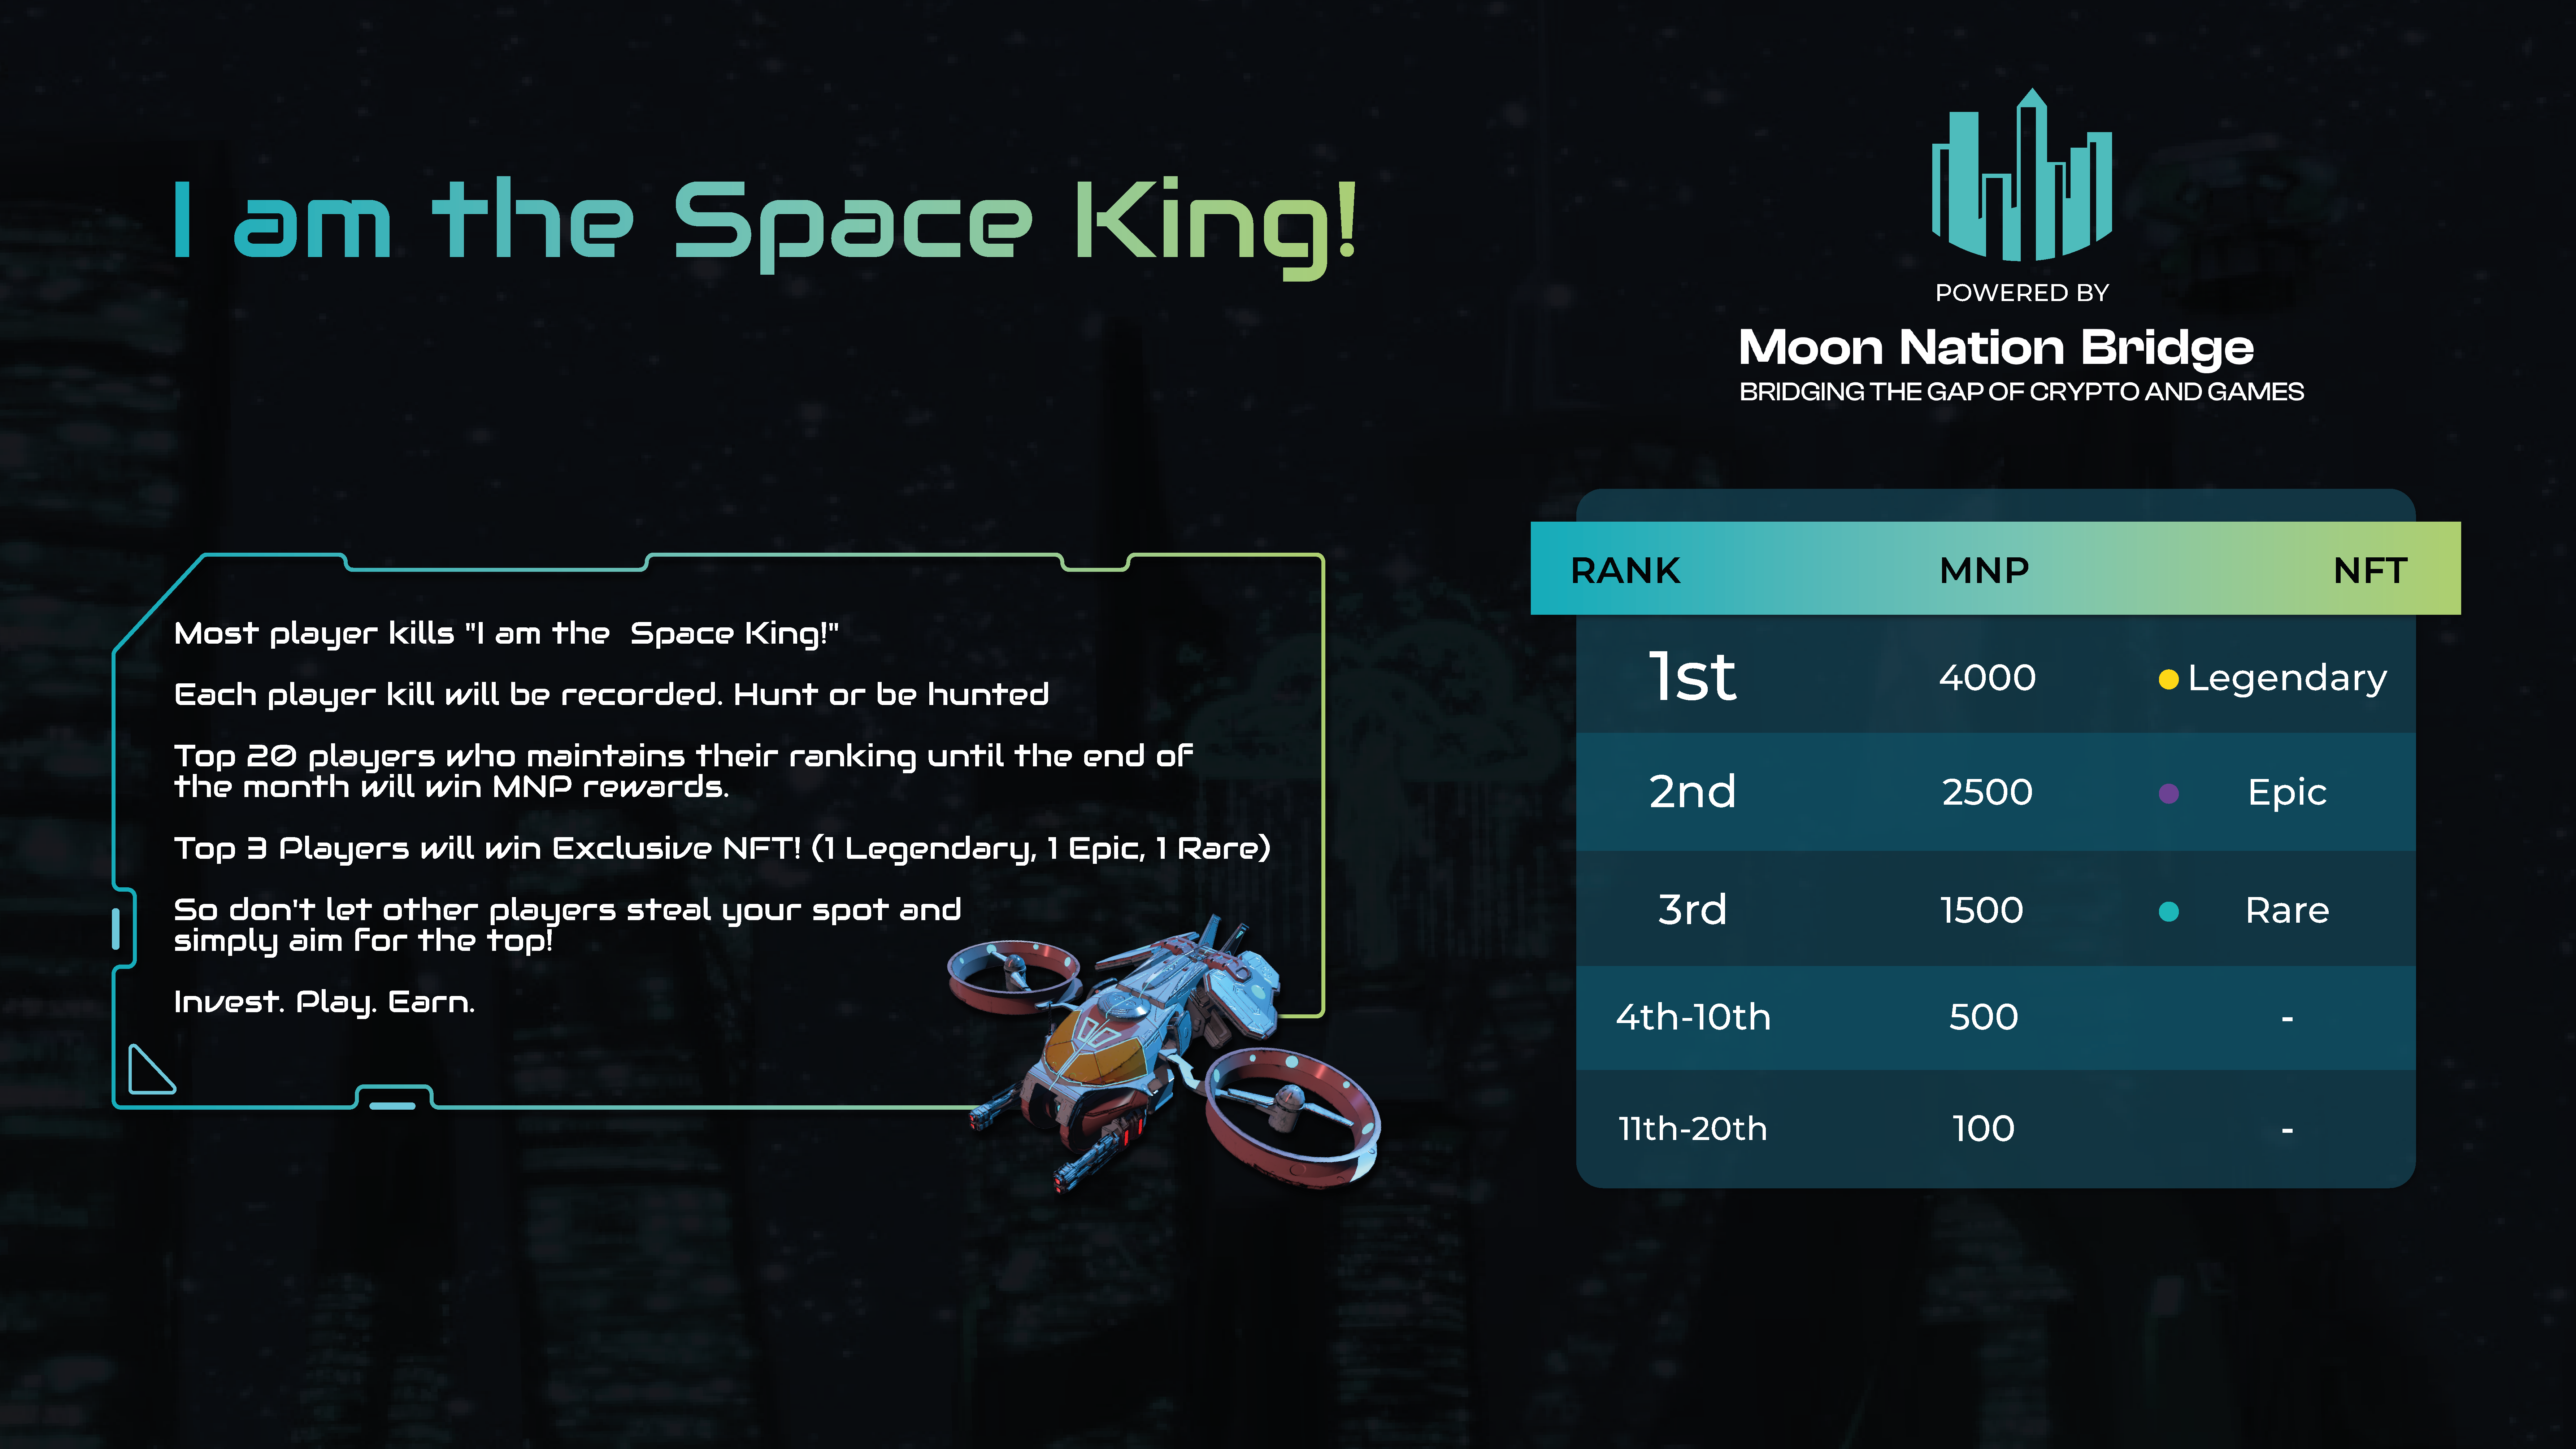 I am the Space King!
POWERED BY
Moon Nation Bridge
BRIDGING THE GAP OF CRYPTO AND GAMES
Most player kills "I am the  Space King!"
Each player kill will be recorded. Hunt or be hunted
Top 20 players who maintains their ranking until the end of
the month will win MNP rewards.
Top 3 Players will win Exclusive NFT! (1 Legendary, 1 Epic, 1 Rare)
So don't let other players steal your spot and
simply aim for the top!
Invest. Play. Earn.
RANK MNP NFT
1st 4000 Legendary
2nd 2500 Epic
3rd 1500 Rare
4th-10th 500 -
11th-20th 100 -